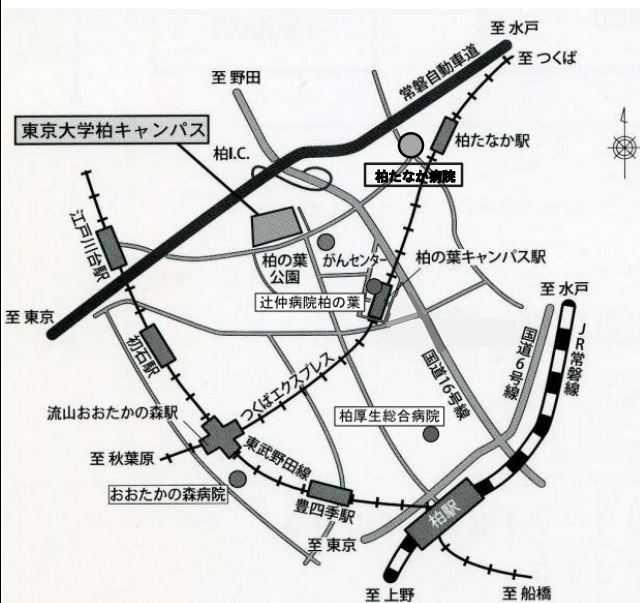 至 水戸
至 つくば
常磐自動車道
至 野田
東京大学柏キャンパス
柏I.C.
柏たなか駅
柏たなか病院
江戸川台駅
柏の葉
公園
がんセンター
柏の葉キャンパス駅
辻仲病院柏の葉
至 水戸
至 東京
初石駅
国道6号線
JR常磐線
つくばエクスプレス
国道16号線
流山おおたかの森駅
柏厚生総合病院
至 秋葉原
東武野田線
おおたかの森病院
豊四季駅
柏駅
至 東京
至 上野
至 船橋